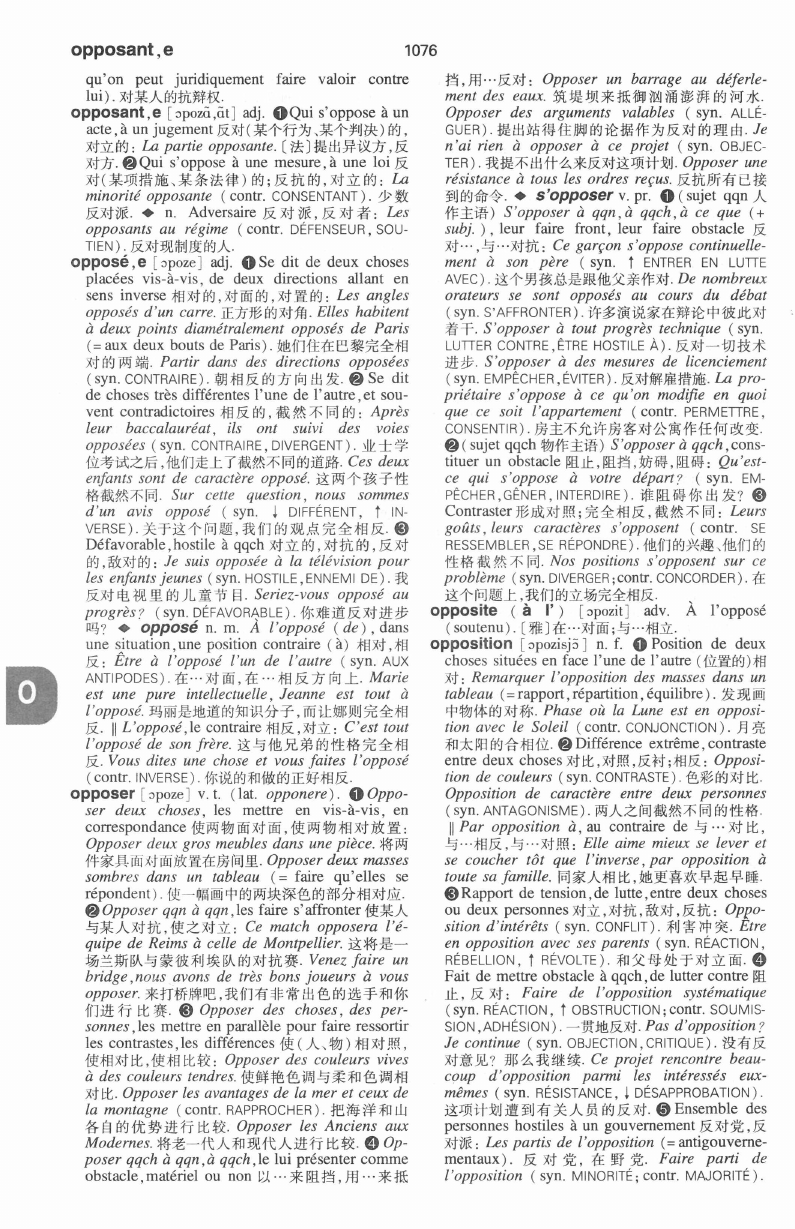 opposant,e
1076
qu'on peut juridiquement faire valoir contre
lui). 对某人的抗辩权.
opposant,e [ɔpozɑ̃,ɑ̃t] adj. ❶Qui s'oppose à un
acte,à un jugement 反对(某个行为、某个判决)的,
对立的: La partie opposante. [法]提出异议方,反
对方. ❷Qui s'oppose à une mesure,à une loi 反
对(某项措施、某条法律)的;反抗的,对立的: La
minorité opposante (contr. CONSENTANT). 少数
反对派. ◆ n. Adversaire 反对派,反对者: Les
opposants au régime (contr. DÉFENSEUR, SOU-
TIEN). 反对现制度的人.
opposé,e [ɔpoze] adj. ❶Se dit de deux choses
placées vis-à-vis, de deux directions allant en
sens inverse 相对的,对面的,对置的: Les angles
opposés d'un carre. 正方形的对角. Elles habitent
à deux points diamétralement opposés de Paris
(= aux deux bouts de Paris). 她们住在巴黎完全相
对的两端. Partir dans des directions opposées
(syn. CONTRAIRE). 朝相反的方向出发. ❷Se dit
de choses très différentes l'une de l'autre,et sou-
vent contradictoires 相反的,截然不同的: Après
leur baccalauréat, ils ont suivi des voies
opposées (syn. CONTRAIRE, DIVERGENT). 业士学
位考试之后,他们走上了截然不同的道路. Ces deux
enfants sont de caractère opposé. 这两个孩子性
格截然不同. Sur cette question, nous sommes
d'un avis opposé (syn. ↓ DIFFÉRENT, ↑ IN-
VERSE). 关于这个问题,我们的观点完全相反. ❸
Défavorable,hostile à qqch 对立的,对抗的,反对
的,敌对的: Je suis opposée à la télévision pour
les enfants jeunes (syn. HOSTILE,ENNEMI DE). 我
反对电视里的儿童节目. Seriez-vous opposé au
progrès? (syn. DÉFAVORABLE). 你难道反对进步
吗? ◆ opposé n. m. À l'opposé (de), dans
une situation,une position contraire (à) 相对,相
反: Être à l'opposé l'un de l'autre (syn. AUX
ANTIPODES). 在…对面,在…相反方向上. Marie
est une pure intellectuelle, Jeanne est tout à
l'opposé. 玛丽是地道的知识分子,而让娜则完全相
反. ‖ L'opposé,le contraire 相反,对立: C'est tout
l'opposé de son frère. 这与他兄弟的性格完全相
反. Vous dites une chose et vous faites l'opposé
(contr. INVERSE). 你说的和做的正好相反.
opposer [ɔpoze] v. t. (lat. opponere). ❶Oppo-
ser deux choses, les mettre en vis-à-vis, en
correspondance 使两物面对面,使两物相对放置:
Opposer deux gros meubles dans une pièce. 将两
件家具面对面放置在房间里. Opposer deux masses
sombres dans un tableau (= faire qu'elles se
répondent). 使一幅画中的两块深色的部分相对应.
❷Opposer qqn à qqn,les faire s'affronter 使某人
与某人对抗,使之对立: Ce match opposera l'é-
quipe de Reims à celle de Montpellier. 这将是一
场兰斯队与蒙彼利埃队的对抗赛. Venez faire un
bridge,nous avons de très bons joueurs à vous
opposer. 来打桥牌吧,我们有非常出色的选手和你
们进行比赛. ❸ Opposer des choses, des per-
sonnes,les mettre en parallèle pour faire ressortir
les contrastes,les différences 使(人、物)相对照,
使相对比,使相比较: Opposer des couleurs vives
à des couleurs tendres. 使鲜艳色调与柔和色调相
对比. Opposer les avantages de la mer et ceux de
la montagne (contr. RAPPROCHER). 把海洋和山
各自的优势进行比较. Opposer les Anciens aux
Modernes. 将老一代人和现代人进行比较. ❹ Op-
poser qqch à qqn,à qqch,le lui présenter comme
obstacle,matériel ou non 以…来阻挡,用…来抵
O
挡,用…反对: Opposer un barrage au déferle-
ment des eaux. 筑堤坝来抵御汹涌澎湃的河水.
Opposer des arguments valables (syn. ALLÉ-
GUER). 提出站得住脚的论据作为反对的理由. Je
n'ai rien à opposer à ce projet (syn. OBJEC-
TER). 我提不出什么来反对这项计划. Opposer une
résistance à tous les ordres reçus. 反抗所有已接
到的命令. ◆ s'opposer v. pr. ❶(sujet qqn 人
作主语) S'opposer à qqn,à qqch,à ce que (+
subj.), leur faire front, leur faire obstacle 反
对…,与…对抗: Ce garçon s'oppose continuelle-
ment à son père (syn. ↑ ENTRER EN LUTTE
AVEC). 这个男孩总是跟他父亲作对. De nombreux
orateurs se sont opposés au cours du débat
(syn. S'AFFRONTER). 许多演说家在辩论中彼此对
着干. S'opposer à tout progrès technique (syn.
LUTTER CONTRE,ÊTRE HOSTILE À). 反对一切技术
进步. S'opposer à des mesures de licenciement
(syn. EMPÊCHER,ÉVITER). 反对解雇措施. La pro-
priétaire s'oppose à ce qu'on modifie en quoi
que ce soit l'appartement (contr. PERMETTRE,
CONSENTIR). 房主不允许房客对公寓作任何改变.
❷(sujet qqch 物作主语) S'opposer à qqch,cons-
tituer un obstacle 阻止,阻挡,妨碍,阻碍: Qu'est-
ce qui s'oppose à votre départ? (syn. EM-
PÊCHER,GÊNER,INTERDIRE). 谁阻碍你出发? ❸
Contraster 形成对照;完全相反,截然不同: Leurs
goûts,leurs caractères s'opposent (contr. SE
RESSEMBLER,SE RÉPONDRE). 他们的兴趣、他们的
性格截然不同. Nos positions s'opposent sur ce
problème (syn. DIVERGER;contr. CONCORDER). 在
这个问题上,我们的立场完全相反.
opposite (à l') [ɔpozit] adv. À l'opposé
(soutenu). [雅]在…对面;与…相立.
opposition [ɔpozisjɔ̃] n. f. ❶Position de deux
choses situées en face l'une de l'autre (位置的)相
对: Remarquer l'opposition des masses dans un
tableau (= rapport,répartition,équilibre). 发现画
中物体的对称. Phase où la Lune est en opposi-
tion avec le Soleil (contr. CONJONCTION). 月亮
和太阳的合相位. ❷Différence extrême,contraste
entre deux choses 对比,对照,反衬;相反: Opposi-
tion de couleurs (syn. CONTRASTE). 色彩的对比.
Opposition de caractère entre deux personnes
(syn. ANTAGONISME). 两人之间截然不同的性格.
‖ Par opposition à, au contraire de 与…对比,
与…相反,与…对照: Elle aime mieux se lever et
se coucher tôt que l'inverse, par opposition à
toute sa famille. 同家人相比,她更喜欢早起早睡.
❸Rapport de tension,de lutte,entre deux choses
ou deux personnes 对立,对抗,敌对,反抗: Oppo-
sition d'intérêts (syn. CONFLIT). 利害冲突. Être
en opposition avec ses parents (syn. RÉACTION,
RÉBELLION, ↑ RÉVOLTE). 和父母处于对立面. ❹
Fait de mettre obstacle à qqch,de lutter contre 阻
止, 反对: Faire de l'opposition systématique
(syn. RÉACTION, ↑ OBSTRUCTION;contr. SOUMIS-
SION,ADHÉSION). 一贯地反对. Pas d'opposition?
Je continue (syn. OBJECTION,CRITIQUE). 没有反
对意见? 那么我继续. Ce projet rencontre beau-
coup d'opposition parmi les intéressés eux-
mêmes (syn. RÉSISTANCE, ↓ DÉSAPPROBATION).
这项计划遭到有关人员的反对. ❺Ensemble des
personnes hostiles à un gouvernement 反对党,反
对派: Les partis de l'opposition (= antigouverne-
mentaux). 反对党,在野党. Faire parti de
l'opposition (syn. MINORITÉ;contr. MAJORITÉ).